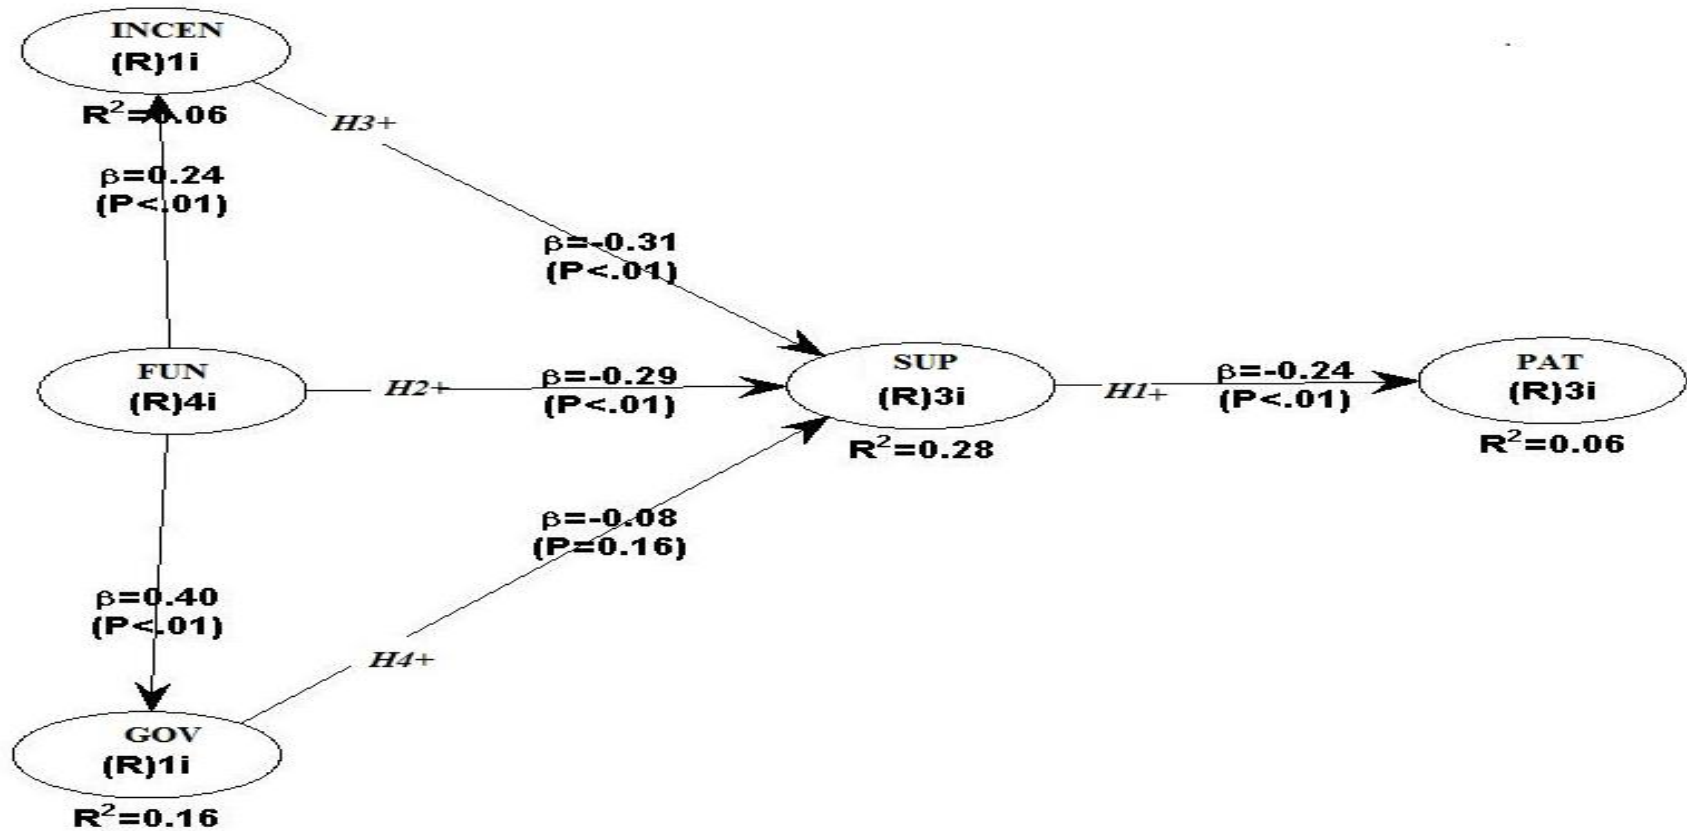 INCEN
(R)1i
R²=0.06
H3+
β=0.24
(P<.01)
β=-0.31
(P<.01)
FUN
(R)4i
H2+
β=-0.29
(P<.01)
SUP
(R)3i
R²=0.28
H1+
β=-0.24
(P<.01)
PAT
(R)3i
R²=0.06
β=-0.08
(P=0.16)
β=0.40
(P<.01)
H4+
GOV
(R)1i
R²=0.16